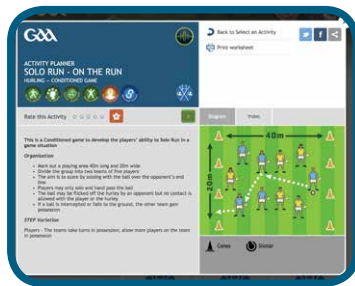 GAA
Back to Select an Activity
Print worksheet
ACTIVITY PLANNER
SOLO RUN - ON THE RUN
HURLING - CONDITIONED GAME
Rate this Activity
Diagram
Video
This is a Conditioned game to develop the players' ability to Solo Run in a
game situation
Organisation
• Mark out a playing area 40m long and 20m wide
• Divide the group into two teams of five players
• The aim is to score by soloing with the ball over the opponent's end
line
• Players may only solo and hand pass the ball
• The ball may be flicked off the hurley by an opponent but no contact is
allowed with the player or the hurley
• If a ball is intercepted or falls to the ground, the other team gain
possession
STEP Variation
Players - The teams take turns in possession; allow more players on the team
in possession
40m
20m
Cones
Sliotar